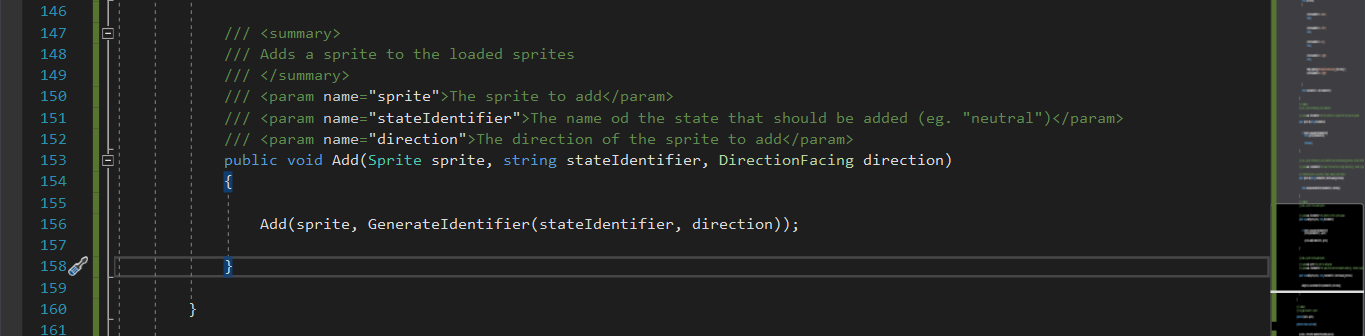 146
147 /// <summary>
148 /// Adds a sprite to the loaded sprites
149 /// </summary>
150 /// <param name="sprite">The sprite to add</param>
151 /// <param name="stateIdentifier">The name od the state that should be added (eg. "neutral")</param>
152 /// <param name="direction">The direction of the sprite to add</param>
153 public void Add(Sprite sprite, string stateIdentifier, DirectionFacing direction)
154 {
155
156 Add(sprite, GenerateIdentifier(stateIdentifier, direction));
157
158 }
159
160 }
161